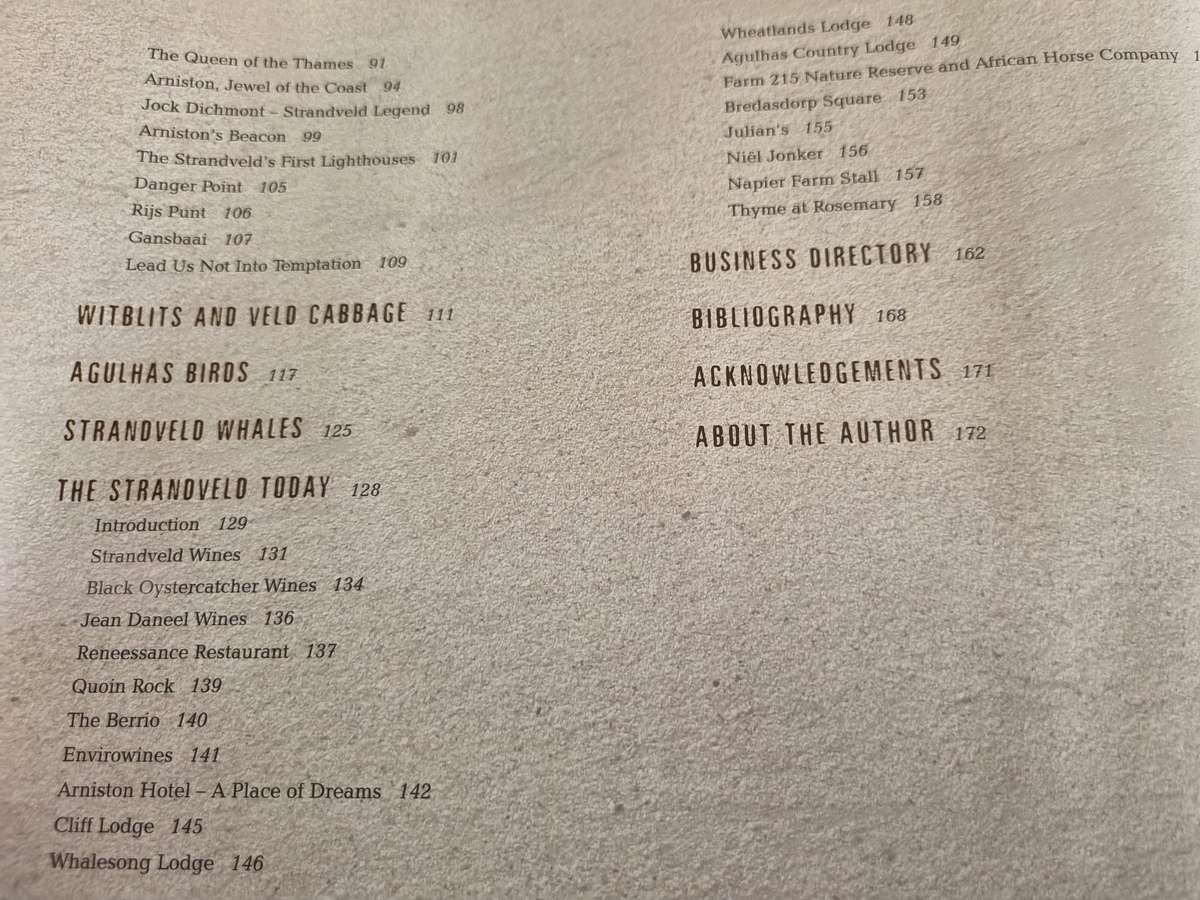 The Queen of the Thames 91
Arniston, Jewel of the Coast 94
Jock Dichmont – Strandveld Legend 98
Arniston's Beacon 99
The Strandveld's First Lighthouses 101
Danger Point 105
Rijs Punt 106
Gansbaai 107
Lead Us Not Into Temptation 109
WITBLITS AND VELD CABBAGE 111
AGULHAS BIRDS 117
STRANDVELD WHALES 125
THE STRANDVELD TODAY 128
Introduction 129
Strandveld Wines 131
Black Oystercatcher Wines 134
Jean Daneel Wines 136
Reneessance Restaurant 137
Quoin Rock 139
The Berrio 140
Envirowines 141
Arniston Hotel – A Place of Dreams 142
Cliff Lodge 145
Whalesong Lodge 146
Wheatlands Lodge 148
Agulhas Country Lodge 149
Farm 215 Nature Reserve and African Horse Company
Bredasdorp Square 153
Julian's 155
Niël Jonker 156
Napier Farm Stall 157
Thyme at Rosemary 158
BUSINESS DIRECTORY 162
BIBLIOGRAPHY 168
ACKNOWLEDGEMENTS 171
ABOUT THE AUTHOR 172